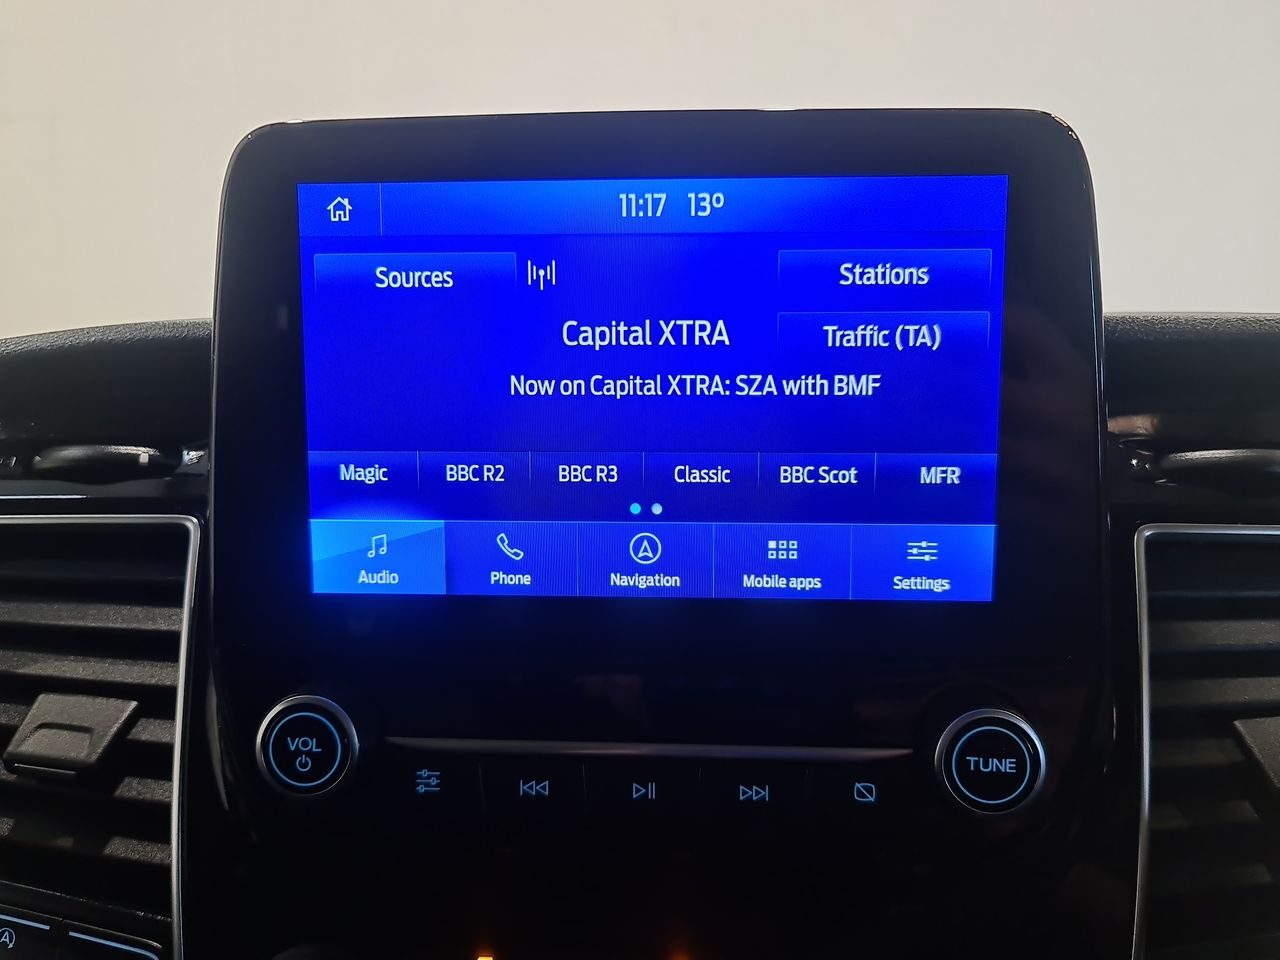 11:17 13°
Sources
Stations
Capital XTRA
Traffic (TA)
Now on Capital XTRA: SZA with BMF
Magic BBC R2 BBC R3 Classic BBC Scot MFR
Audio Phone Navigation Mobile apps Settings
VOL
TUNE
A